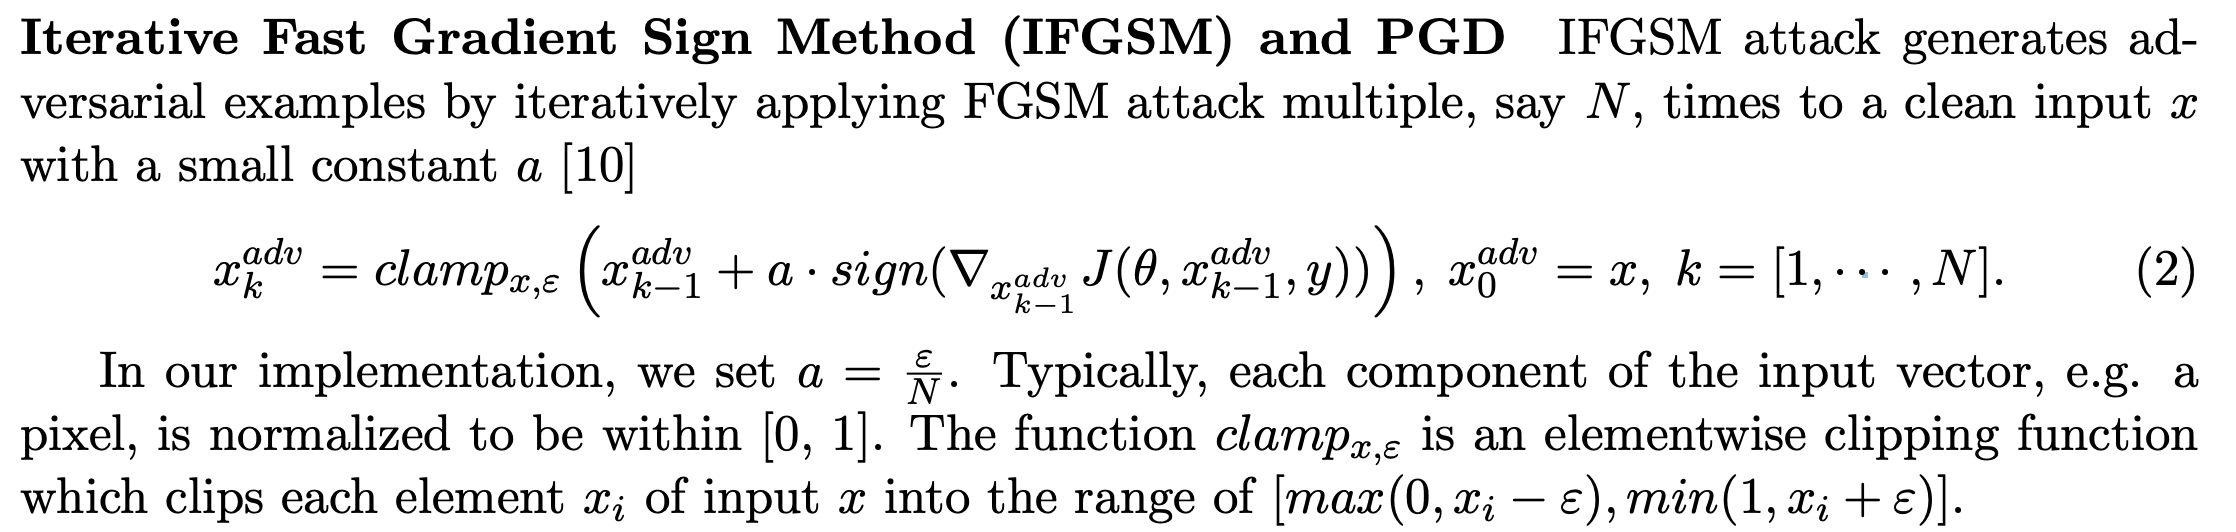 Iterative Fast Gradient Sign Method (IFGSM) and PGD IFGSM attack generates ad-
versarial examples by iteratively applying FGSM attack multiple, say N, times to a clean input x
with a small constant a [10]
$x_k^{adv} = clamp_{x,\varepsilon}\left(x_{k-1}^{adv} + a \cdot sign(\nabla_{x_{k-1}^{adv}} J(\theta, x_{k-1}^{adv}, y))\right), \; x_0^{adv} = x, \; k = [1, \cdots, N].$ (2)
In our implementation, we set $a = \frac{\varepsilon}{N}$. Typically, each component of the input vector, e.g. a
pixel, is normalized to be within [0, 1]. The function $clamp_{x,\varepsilon}$ is an elementwise clipping function
which clips each element $x_i$ of input x into the range of $[max(0, x_i - \varepsilon), min(1, x_i + \varepsilon)]$.